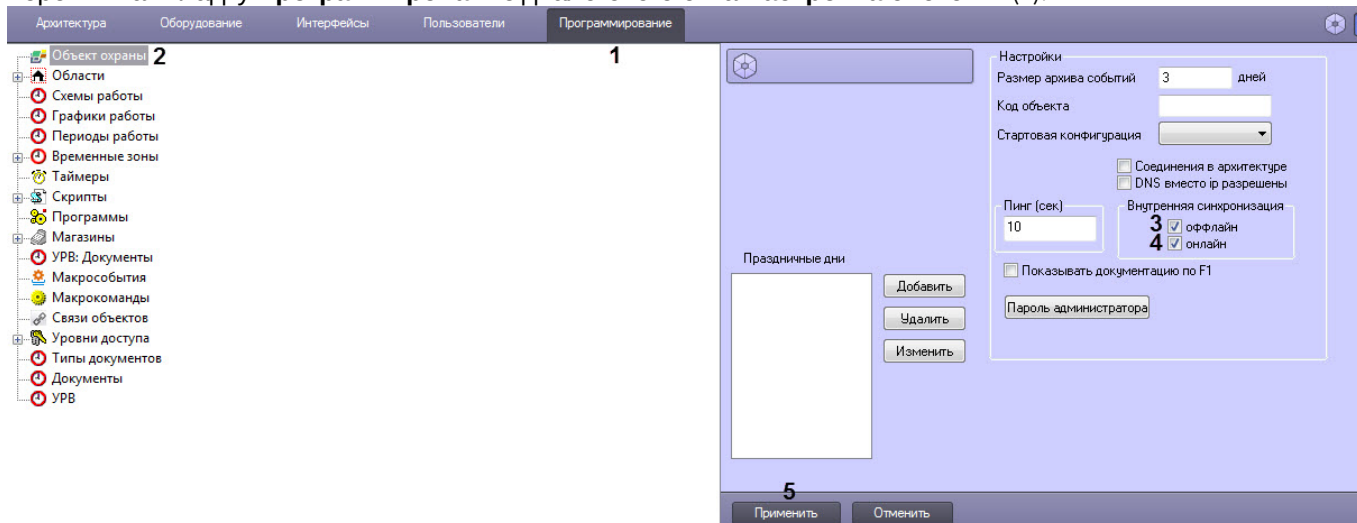 Архитектура Оборудование Интерфейсы Пользователи Программирование
1
Объект охраны 2
Области
Схемы работы
Графики работы
Периоды работы
Временные зоны
Таймеры
Скрипты
Программы
Магазины
УРВ: Документы
Макрособытия
Макрокоманды
Связи объектов
Уровни доступа
Типы документов
Документы
УРВ
Праздничные дни
Добавить
Удалить
Изменить
Настройки
Размер архива событий 3 дней
Код объекта
Стартовая конфигурация
Соединения в архитектуре
DNS вместо ip разрешены
Пинг (сек)
10
Внутренняя синхронизация
3 оффлайн
4 онлайн
Показывать документацию по F1
Пароль администратора
5
Применить Отменить